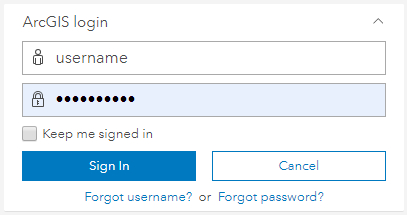 ArcGIS login
username
••••••••••
Keep me signed in
Sign In Cancel
Forgot username? or Forgot password?